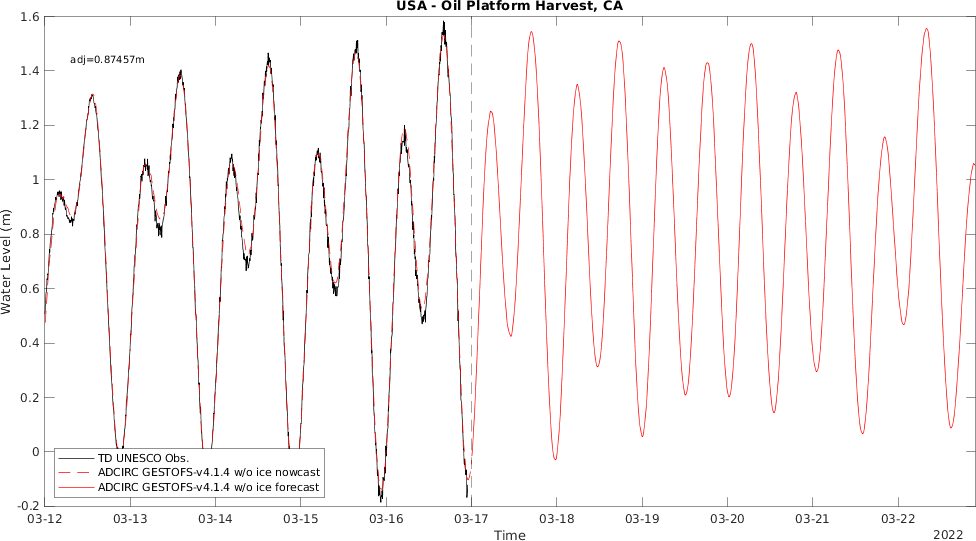 USA - Oil Platform Harvest, CA
1.6
adj=0.87457m
1.4
1.2
1
0.8
0.6
0.4
0.2
0
-0.2
Water Level (m)
TD UNESCO Obs.
ADCIRC GESTOFS-v4.1.4 w/o ice nowcast
ADCIRC GESTOFS-v4.1.4 w/o ice forecast
03-12 03-13 03-14 03-15 03-16 03-17 03-18 03-19 03-20 03-21 03-22
Time
2022